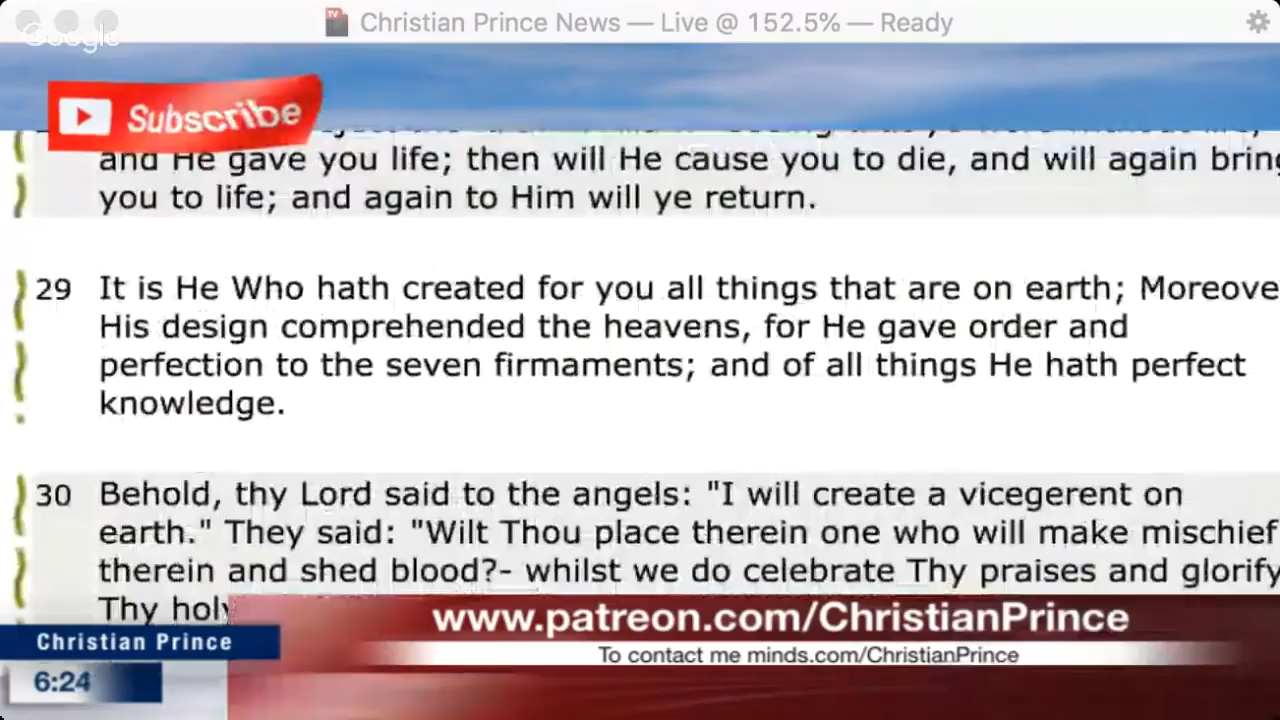 Christian Prince News — Live @ 152.5% — Ready
Google
Subscribe
and He gave you life; then will He cause you to die, and will again bring
you to life; and again to Him will ye return.
29 It is He Who hath created for you all things that are on earth; Moreove
His design comprehended the heavens, for He gave order and
perfection to the seven firmaments; and of all things He hath perfect
knowledge.
30 Behold, thy Lord said to the angels: "I will create a vicegerent on
earth." They said: "Wilt Thou place therein one who will make mischief
therein and shed blood?- whilst we do celebrate Thy praises and glorify
Thy holy
www.patreon.com/ChristianPrince
Christian Prince
To contact me minds.com/ChristianPrince
6:24